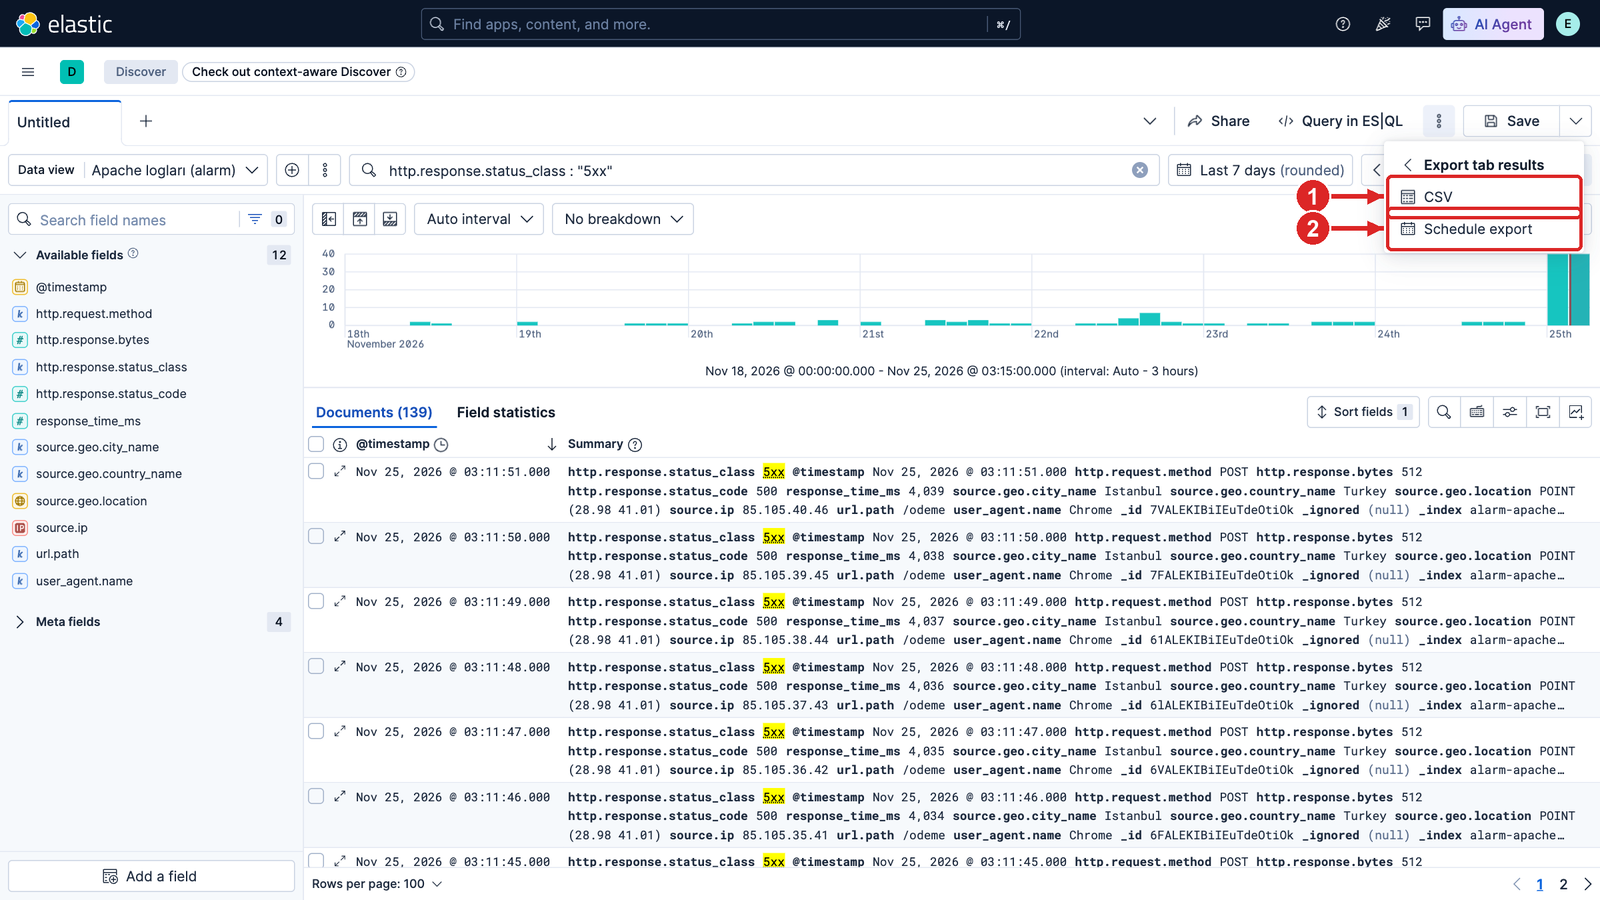 elastic
Find apps, content, and more.
⌘/
AI Agent
E
D
Discover
Check out context-aware Discover
Untitled
Share
Query in ES|QL
Save
Data view
Apache logları (alarm)
http.response.status_class : "5xx"
Last 7 days (rounded)
Export tab results
1
CSV
2
Schedule export
Search field names
0
Auto interval
No breakdown
Available fields
12
@timestamp
http.request.method
http.response.bytes
http.response.status_class
http.response.status_code
response_time_ms
source.geo.city_name
source.geo.country_name
source.geo.location
source.ip
url.path
user_agent.name
Meta fields
4
Add a field
40
30
20
10
0
18th
November 2026
19th
20th
21st
22nd
23rd
24th
25th
Nov 18, 2026 @ 00:00:00.000 - Nov 25, 2026 @ 03:15:00.000 (interval: Auto - 3 hours)
Documents (139)
Field statistics
Sort fields 1
@timestamp
Summary
Nov 25, 2026 @ 03:11:51.000
http.response.status_class 5xx @timestamp Nov 25, 2026 @ 03:11:51.000 http.request.method POST http.response.bytes 512
http.response.status_code 500 response_time_ms 4,039 source.geo.city_name Istanbul source.geo.country_name Turkey source.geo.location POINT
(28.98 41.01) source.ip 85.105.40.46 url.path /odeme user_agent.name Chrome _id 7VALEKIBiIEuTdeOtiOk _ignored (null) _index alarm-apache…
Nov 25, 2026 @ 03:11:50.000
http.response.status_class 5xx @timestamp Nov 25, 2026 @ 03:11:50.000 http.request.method POST http.response.bytes 512
http.response.status_code 500 response_time_ms 4,038 source.geo.city_name Istanbul source.geo.country_name Turkey source.geo.location POINT
(28.98 41.01) source.ip 85.105.39.45 url.path /odeme user_agent.name Chrome _id 7FALEKIBiIEuTdeOtiOk _ignored (null) _index alarm-apache…
Nov 25, 2026 @ 03:11:49.000
http.response.status_class 5xx @timestamp Nov 25, 2026 @ 03:11:49.000 http.request.method POST http.response.bytes 512
http.response.status_code 500 response_time_ms 4,037 source.geo.city_name Istanbul source.geo.country_name Turkey source.geo.location POINT
(28.98 41.01) source.ip 85.105.38.44 url.path /odeme user_agent.name Chrome _id 61ALEKIBiIEuTdeOtiOk _ignored (null) _index alarm-apache…
Nov 25, 2026 @ 03:11:48.000
http.response.status_class 5xx @timestamp Nov 25, 2026 @ 03:11:48.000 http.request.method POST http.response.bytes 512
http.response.status_code 500 response_time_ms 4,036 source.geo.city_name Istanbul source.geo.country_name Turkey source.geo.location POINT
(28.98 41.01) source.ip 85.105.37.43 url.path /odeme user_agent.name Chrome _id 6lALEKIBiIEuTdeOtiOk _ignored (null) _index alarm-apache…
Nov 25, 2026 @ 03:11:47.000
http.response.status_class 5xx @timestamp Nov 25, 2026 @ 03:11:47.000 http.request.method POST http.response.bytes 512
http.response.status_code 500 response_time_ms 4,035 source.geo.city_name Istanbul source.geo.country_name Turkey source.geo.location POINT
(28.98 41.01) source.ip 85.105.36.42 url.path /odeme user_agent.name Chrome _id 6VALEKIBiIEuTdeOtiOk _ignored (null) _index alarm-apache…
Nov 25, 2026 @ 03:11:46.000
http.response.status_class 5xx @timestamp Nov 25, 2026 @ 03:11:46.000 http.request.method POST http.response.bytes 512
http.response.status_code 500 response_time_ms 4,034 source.geo.city_name Istanbul source.geo.country_name Turkey source.geo.location POINT
(28.98 41.01) source.ip 85.105.35.41 url.path /odeme user_agent.name Chrome _id 6FALEKIBiIEuTdeOtiOk _ignored (null) _index alarm-apache…
Nov 25, 2026 @ 03:11:45.000
http.response.status_class 5xx @timestamp Nov 25, 2026 @ 03:11:45.000 http.request.method POST http.response.bytes 512
Rows per page: 100
1 2